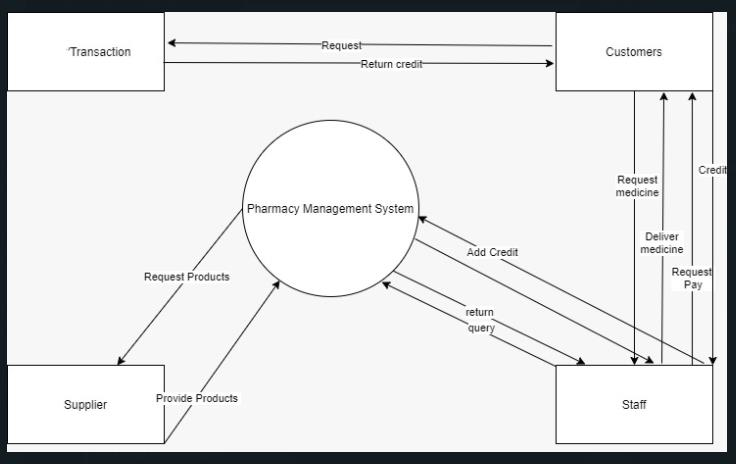 'Transaction
Request
Return credit
Customers
Credit
Request
medicine
Deliver
medicine
Request
Pay
Pharmacy Management System
Add Credit
Request Products
return
query
Provide Products
Supplier
Staff